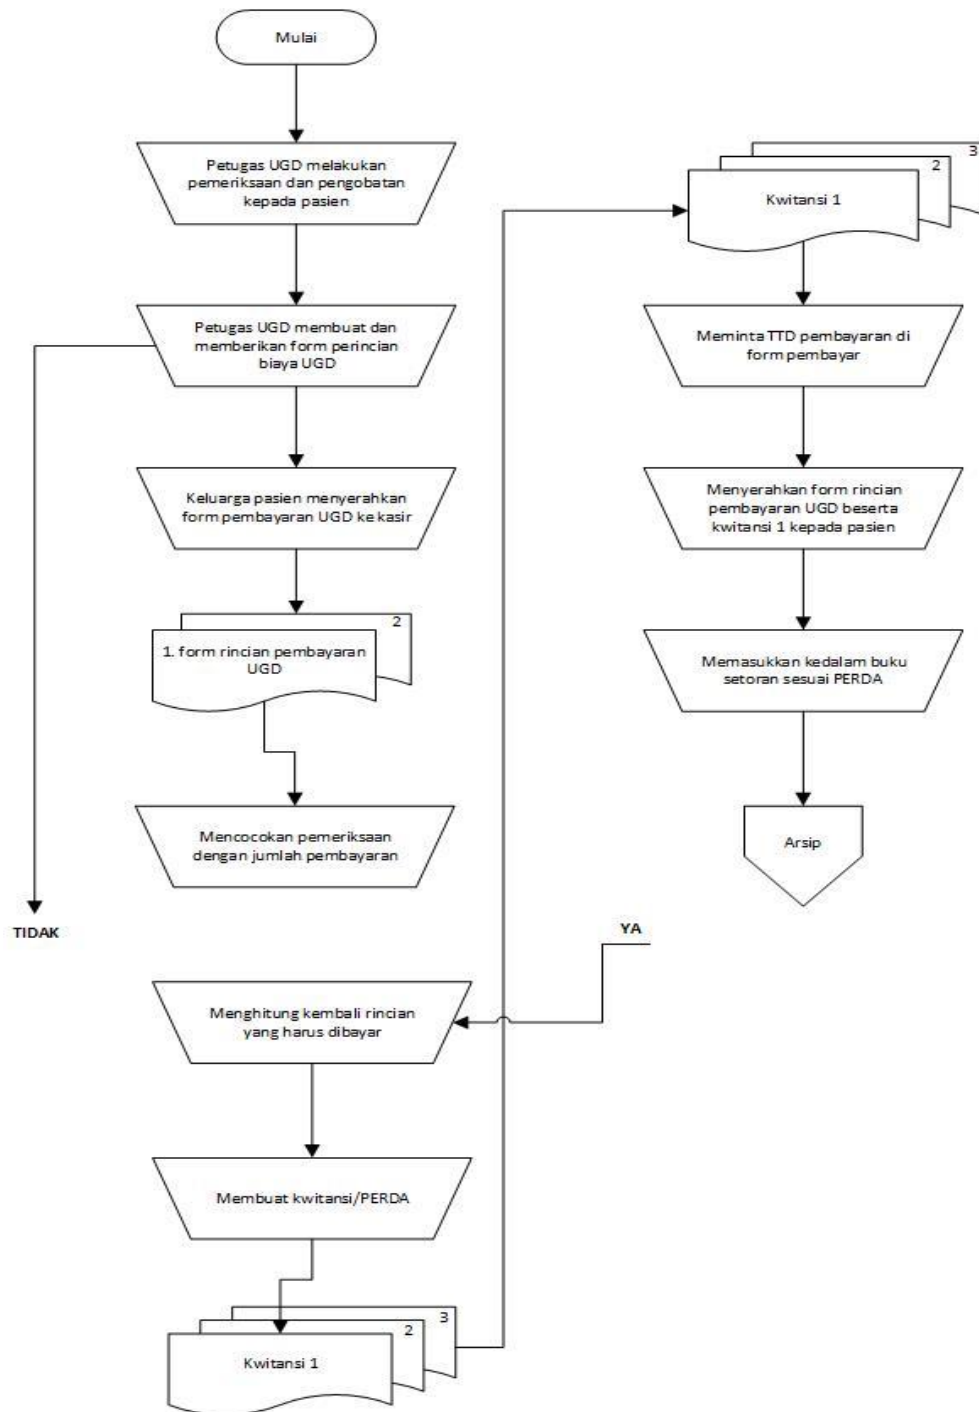 Mulai
Petugas UGD melakukan
pemeriksaan dan pengobatan
kepada pasien
Petugas UGD membuat dan
memberikan form perincian
biaya UGD
Keluarga pasien menyerahkan
form pembayaran UGD ke kasir
2
1. form rincian pembayaran
UGD
Mencocokan pemeriksaan
dengan jumlah pembayaran
TIDAK
YA
Menghitung kembali rincian
yang harus dibayar
Membuat kwitansi/PERDA
3
2
Kwitansi 1
3
2
Kwitansi 1
Meminta TTD pembayaran di
form pembayar
Menyerahkan form rincian
pembayaran UGD beserta
kwitansi 1 kepada pasien
Memasukkan kedalam buku
setoran sesuai PERDA
Arsip